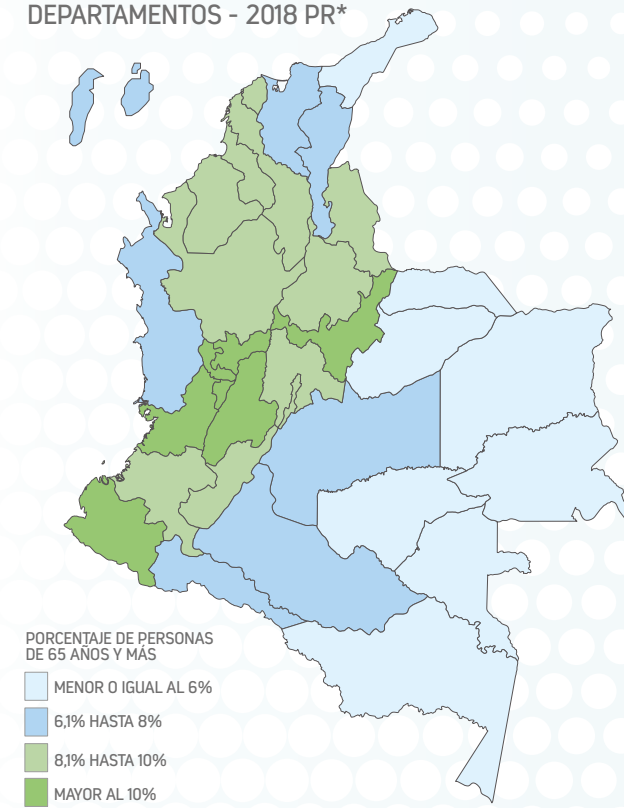 DEPARTAMENTOS - 2018 PR*
PORCENTAJE DE PERSONAS
DE 65 AÑOS Y MÁS
MENOR O IGUAL AL 6%
6,1% HASTA 8%
8,1% HASTA 10%
MAYOR AL 10%